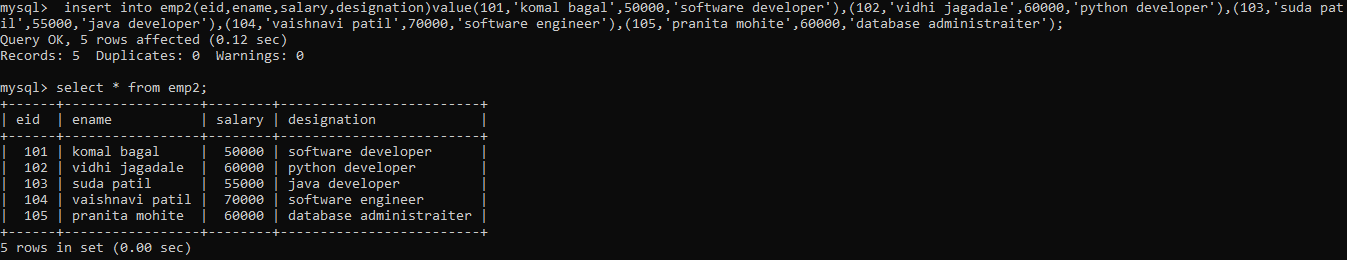 mysql>  insert into emp2(eid,ename,salary,designation)value(101,'komal bagal',50000,'software developer'),(102,'vidhi jagadale',60000,'python developer'),(103,'suda pat
il',55000,'java developer'),(104,'vaishnavi patil',70000,'software engineer'),(105,'pranita mohite',60000,'database administraiter');
Query OK, 5 rows affected (0.12 sec)
Records: 5  Duplicates: 0  Warnings: 0

mysql> select * from emp2;
+------+-----------------+--------+-------------------------+
| eid  | ename           | salary | designation             |
+------+-----------------+--------+-------------------------+
|  101 | komal bagal     |  50000 | software developer      |
|  102 | vidhi jagadale  |  60000 | python developer        |
|  103 | suda patil      |  55000 | java developer          |
|  104 | vaishnavi patil |  70000 | software engineer       |
|  105 | pranita mohite  |  60000 | database administraiter |
+------+-----------------+--------+-------------------------+
5 rows in set (0.00 sec)